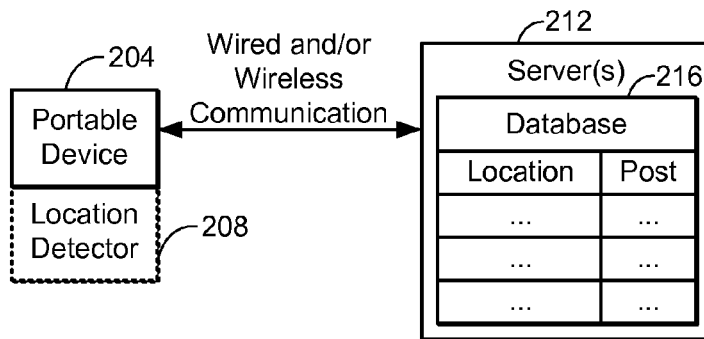 204
Portable
Device
Location
Detector
208
Wired and/or
Wireless
Communication
212
Server(s)
216
Database
Location Post
... ...
... ...
... ...